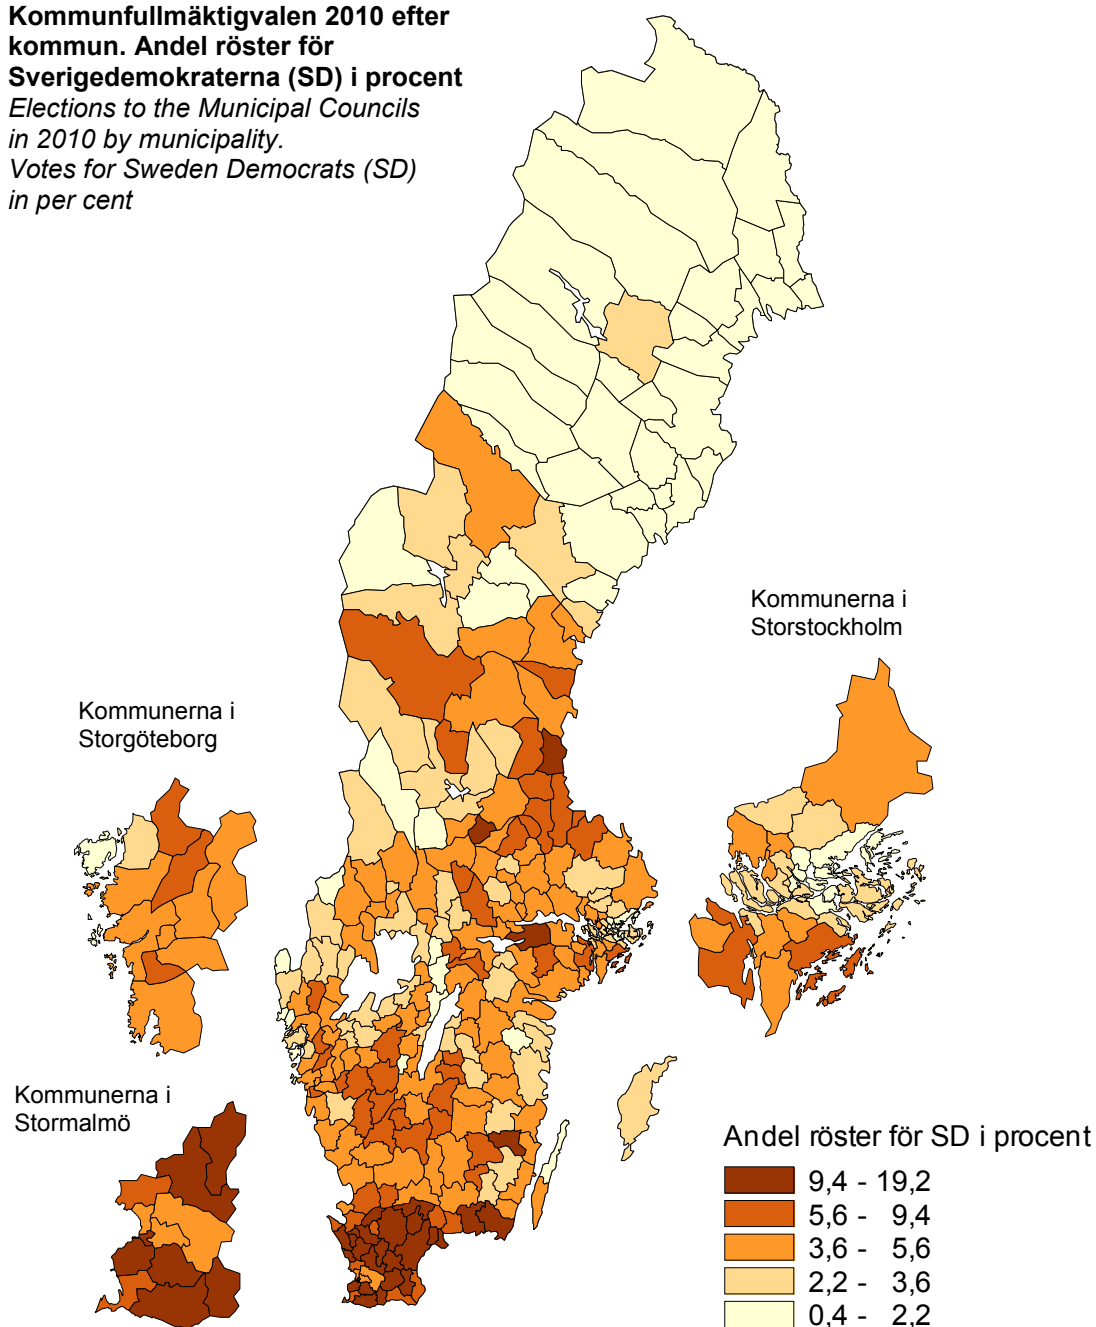 Kommunfullmäktigvalen 2010 efter
kommun. Andel röster för
Sverigedemokraterna (SD) i procent
Elections to the Municipal Councils
in 2010 by municipality.
Votes for Sweden Democrats (SD)
in per cent
Kommunerna i
Storstockholm
Kommunerna i
Storgöteborg
Kommunerna i
Stormalmö
Andel röster för SD i procent
9,4 - 19,2
5,6 - 9,4
3,6 - 5,6
2,2 - 3,6
0,4 - 2,2